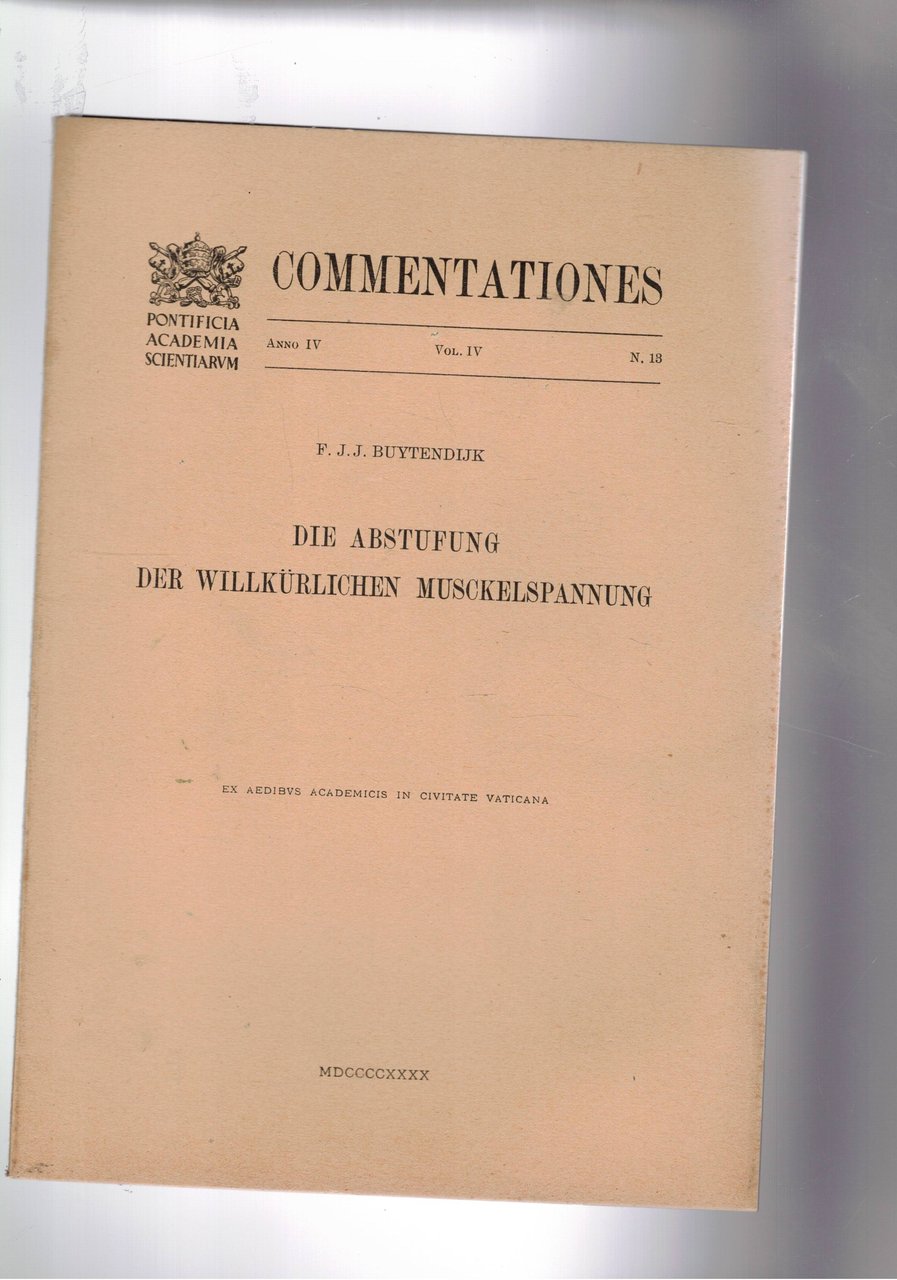 COMMENTATIONES
PONTIFICIA
ACADEMIA
SCIENTIARVM
ANNO IV VOL. IV N. 13
F. J. J. BUYTENDIJK
DIE ABSTUFUNG
DER WILLKÜRLICHEN MUSCKELSPANNUNG
EX AEDIBVS ACADEMICIS IN CIVITATE VATICANA
MDCCCCXXXX